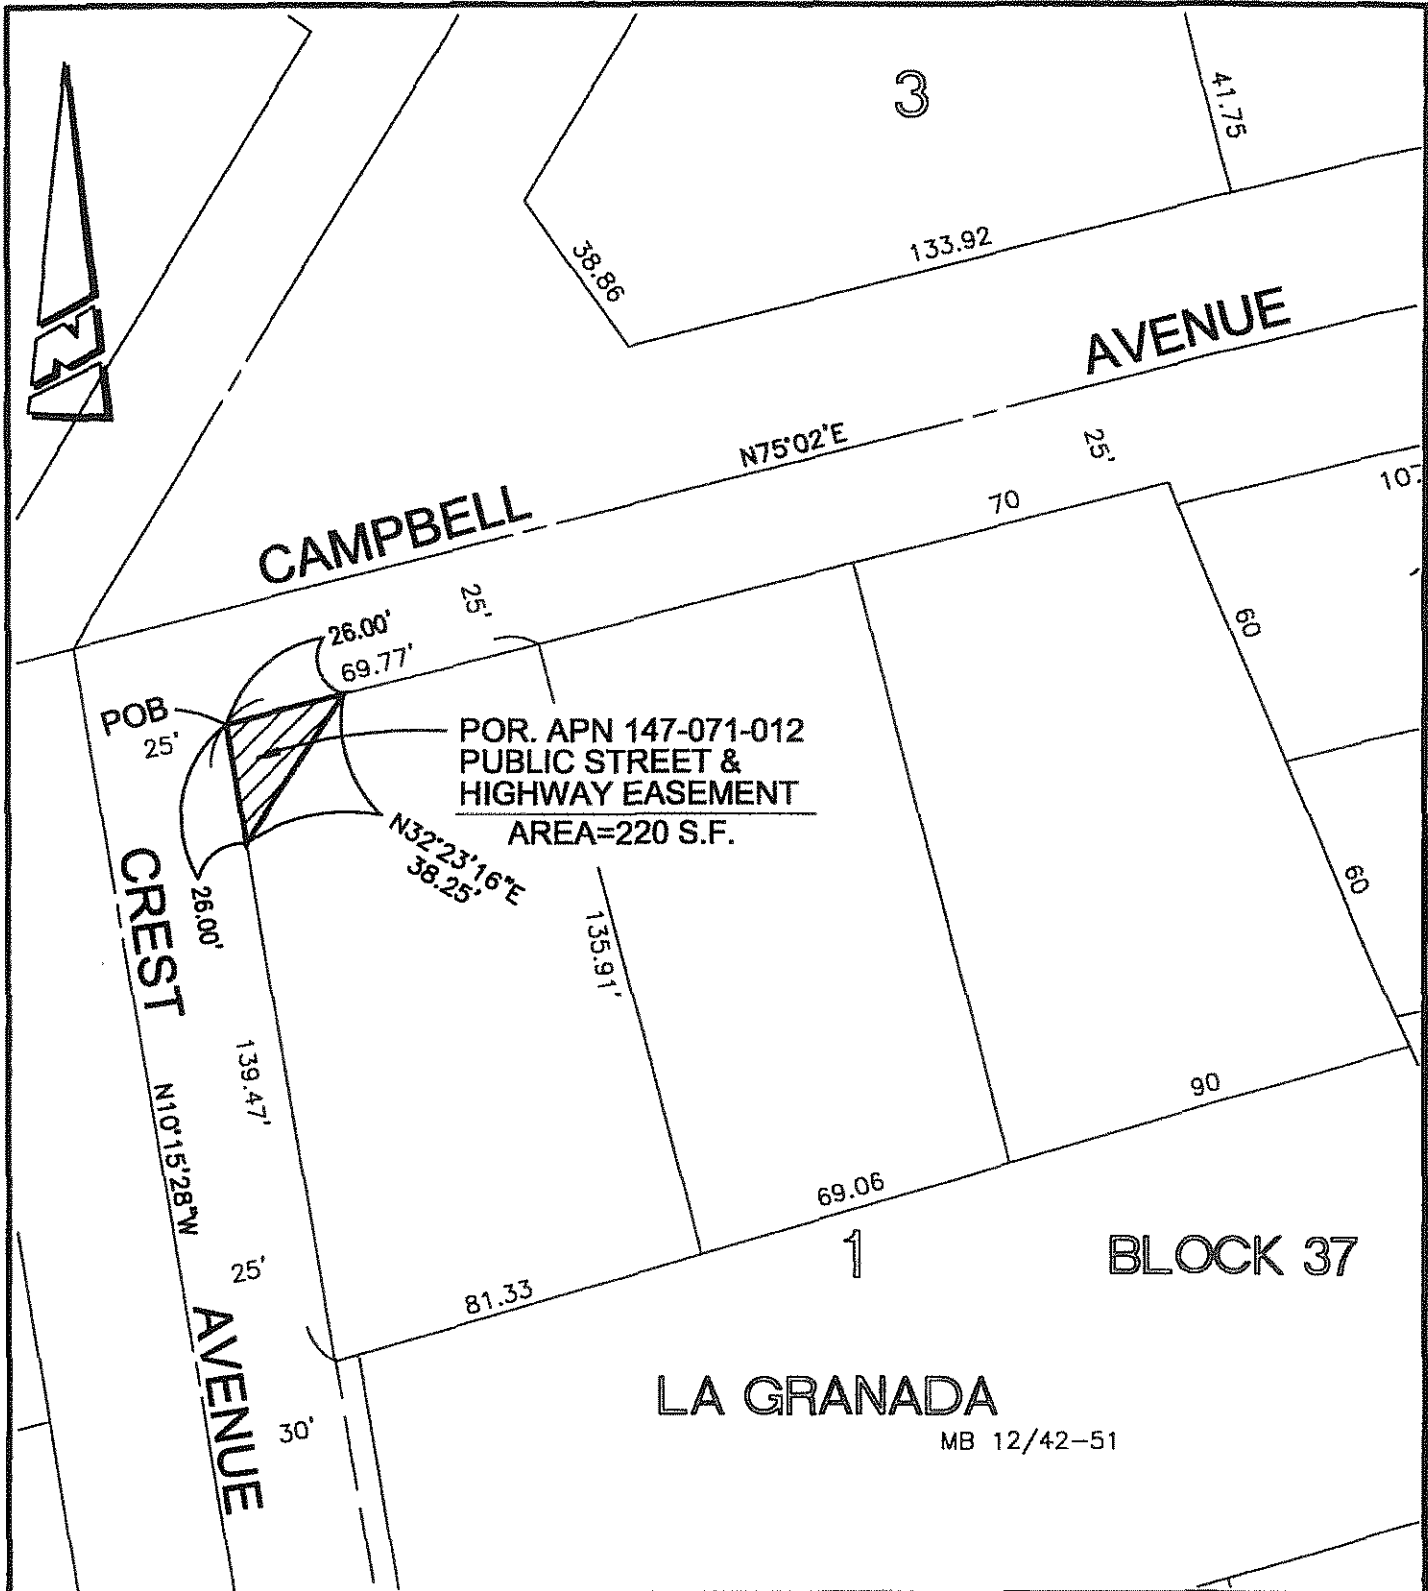 3
41.75
38.86
133.92
AVENUE
N75°02'E
25'
70
CAMPBELL
25'
26.00'
69.77'
60
POB
25'
POR. APN 147-071-012
PUBLIC STREET &
HIGHWAY EASEMENT
AREA=220 S.F.
N32°23'16"E
38.25'
26.00'
CREST
60
135.91'
139.47'
N10°15'28"W
90
69.06
1
BLOCK 37
25'
81.33
AVENUE
30'
LA GRANADA
MB 12/42-51
N